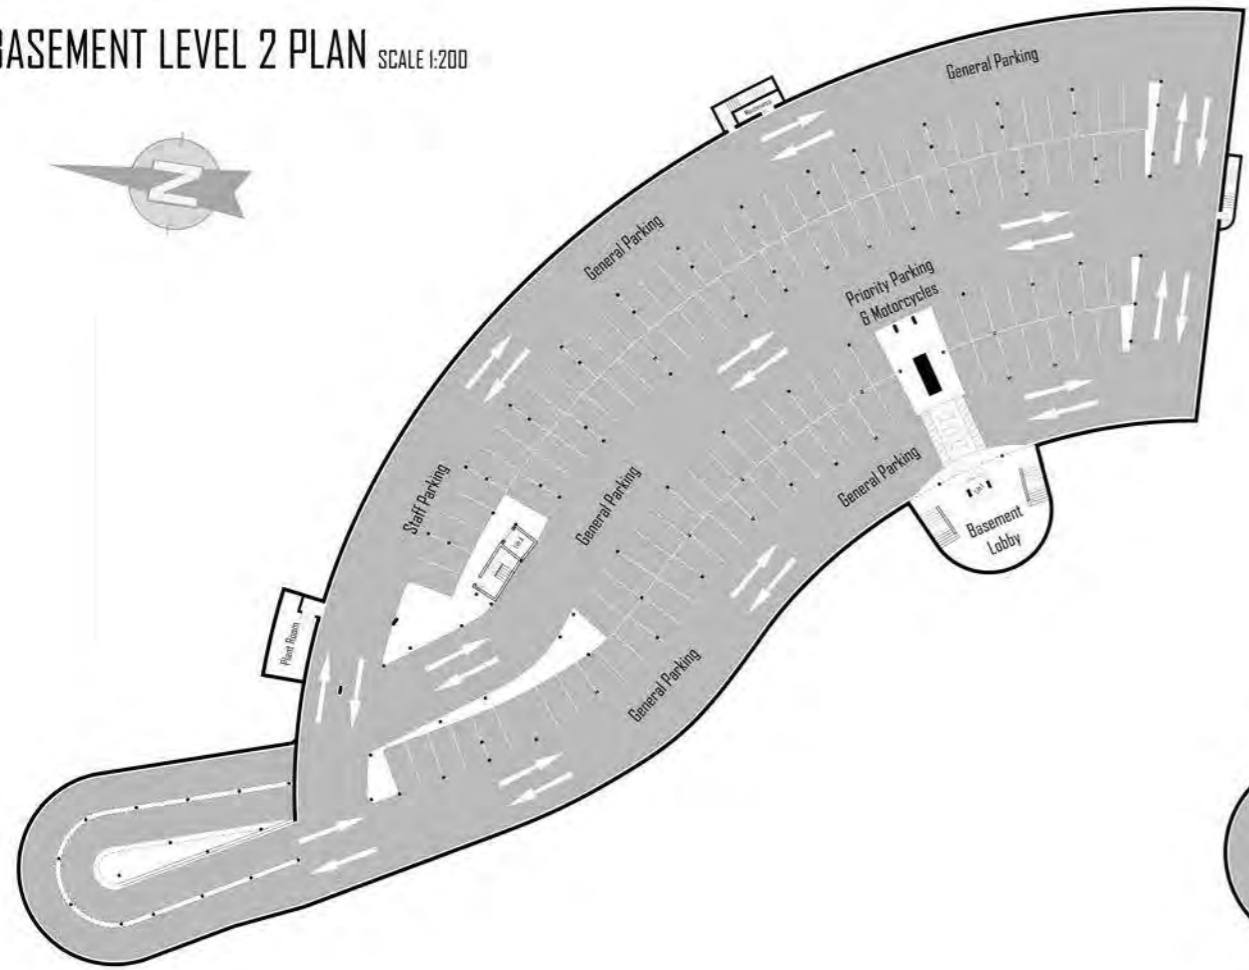 BASEMENT LEVEL 2 PLAN SCALE 1:200
N
General Parking
General Parking
Priority Parking
& Motorcycles
General Parking
Staff Parking
General Parking
Basement
Lobby
Plant Room
General Parking